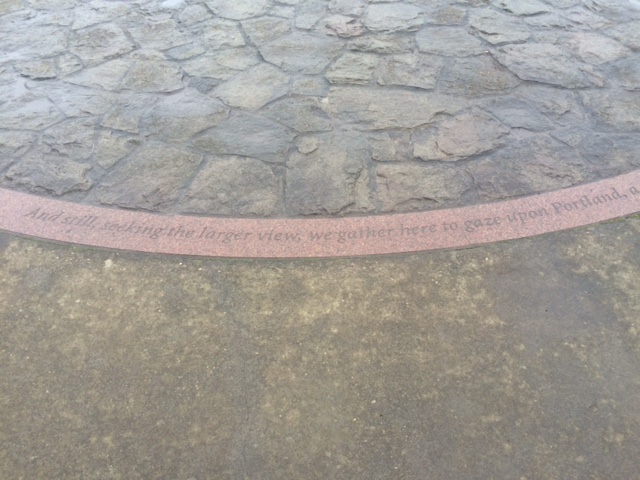 And still, seeking the larger view, we gather here to gaze upon Portland,